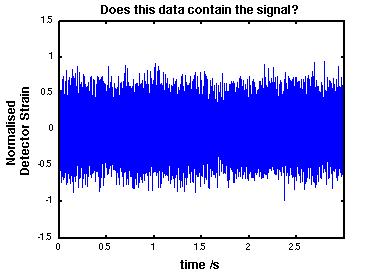 Does this data contain the signal?
1.5
1
0.5
0
-0.5
-1
-1.5
Normalised
Detector Strain
0 0.5 1 1.5 2 2.5
time /s